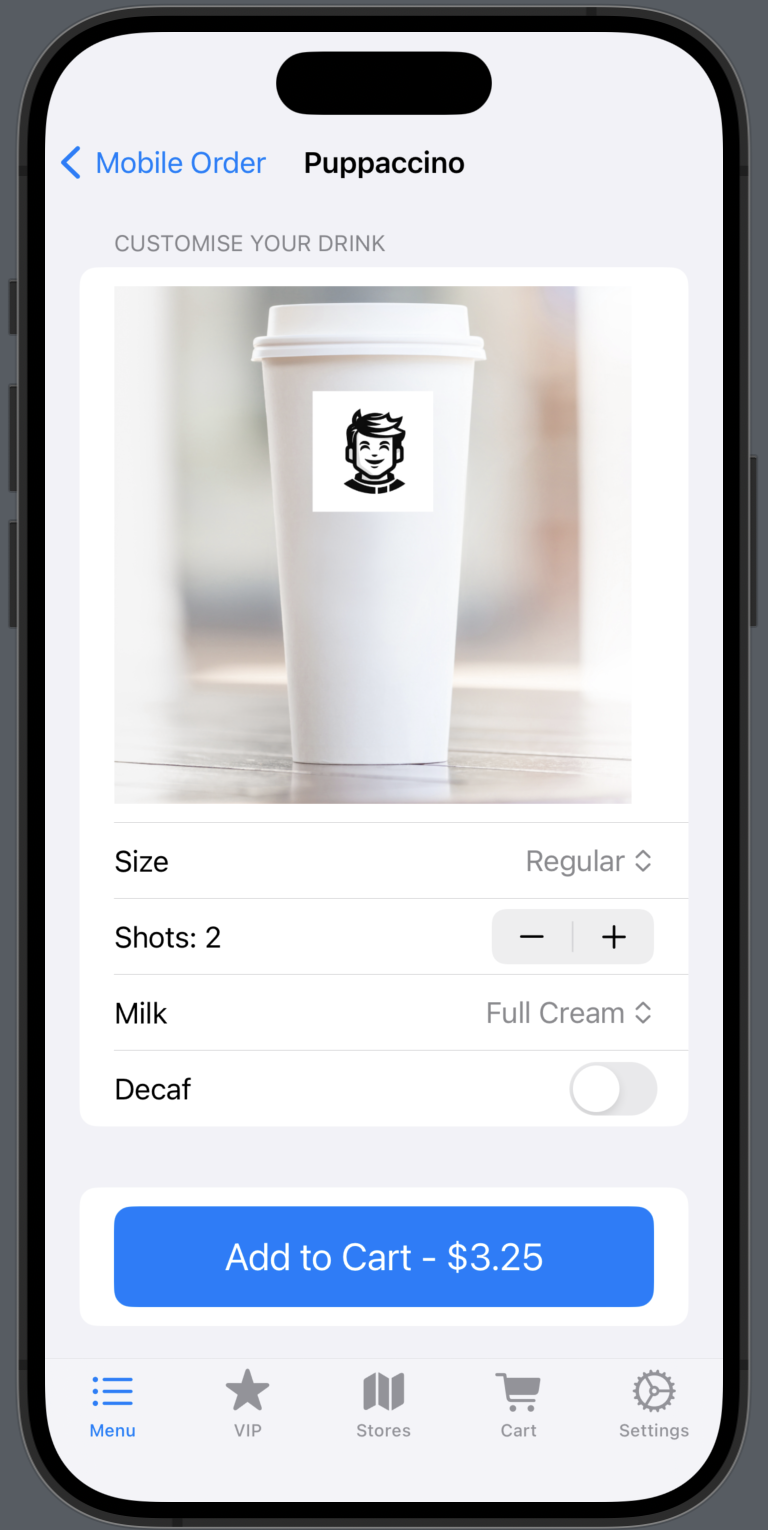 Mobile Order
Puppaccino
CUSTOMISE YOUR DRINK
Size
Regular
Shots: 2
Milk
Full Cream
Decaf
Add to Cart - $3.25
Menu
VIP
Stores
Cart
Settings